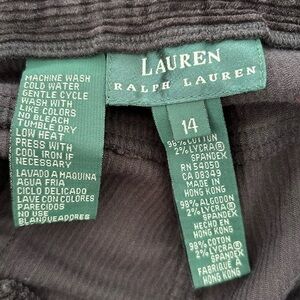 MACHINE WASH
COLD WATER
GENTLE CYCLE
WASH WITH
LIKE COLORS
NO BLEACH
TUMBLE DRY
LOW HEAT
PRESS WITH
COOL IRON IF
NECESSARY
LAVADO A MAQUINA
AGUA FRIA
CICLO DELICADO
LAVE CON COLORES
PARECIDOS
NO USE
BLANQUEADORES
LAUREN
RALPH LAUREN
14
98% COTTON
2% LYCRA®
SPANDEX
RN 54050
CA 08349
MADE IN
HONG KONG
98% ALGODON
2% LYCRA®
SPANDEX
HECHO EN
HONG KONG
98% COTON
2% LYCRA®
SPANDEX
FABRIQUÉ À
HONG KONG